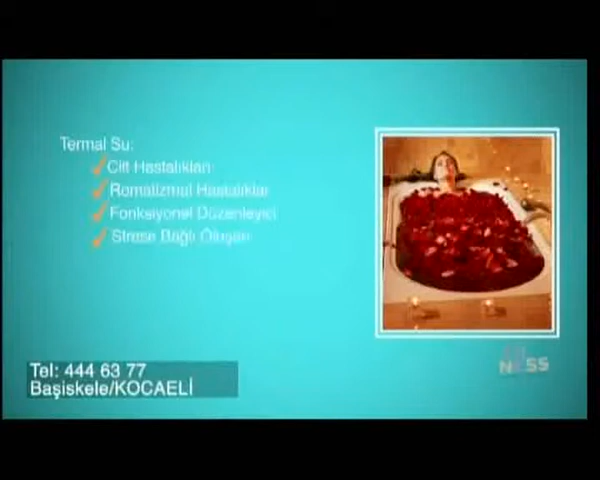 Termal Su:
Cilt Hastalıkları
Romatizmal Hastalıklar
Fonksiyonel Düzenleyici
Strese Bağlı Oluşan
Tel: 444 63 77
Başiskele/KOCAELİ
NESS